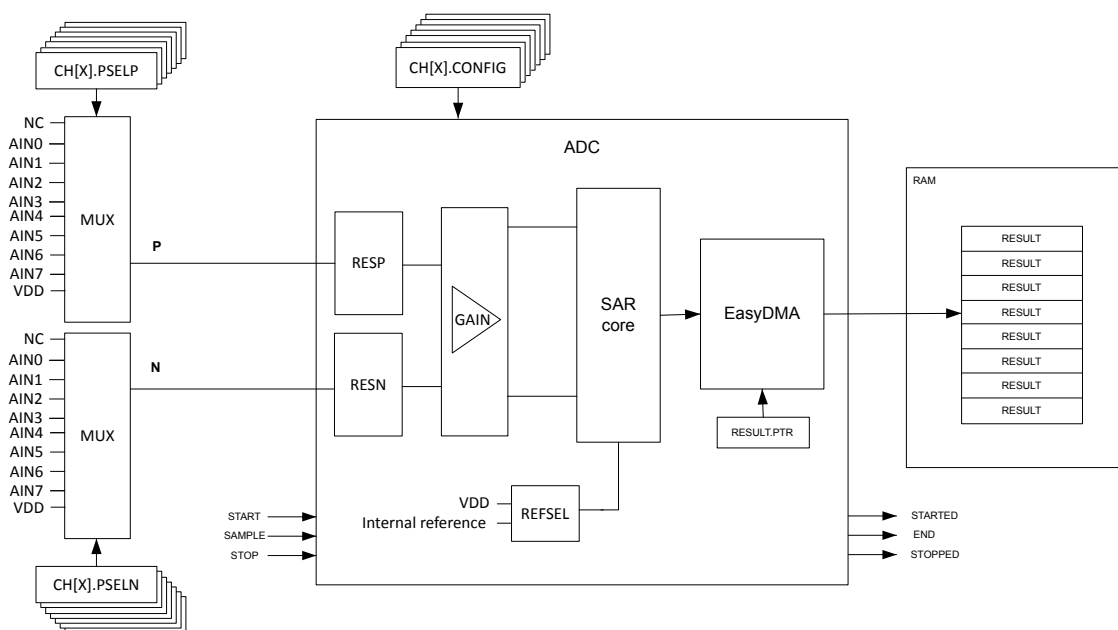 CH[X].PSELP
CH[X].CONFIG
NC
AIN0
AIN1
AIN2
AIN3
AIN4
AIN5
AIN6
AIN7
VDD
MUX
P
NC
AIN0
AIN1
AIN2
AIN3
AIN4
AIN5
AIN6
AIN7
VDD
MUX
N
CH[X].PSELN
ADC
RESP
RESN
GAIN
SAR
core
EasyDMA
RESULT.PTR
VDD
Internal reference
REFSEL
START
SAMPLE
STOP
STARTED
END
STOPPED
RAM
RESULT
RESULT
RESULT
RESULT
RESULT
RESULT
RESULT
RESULT